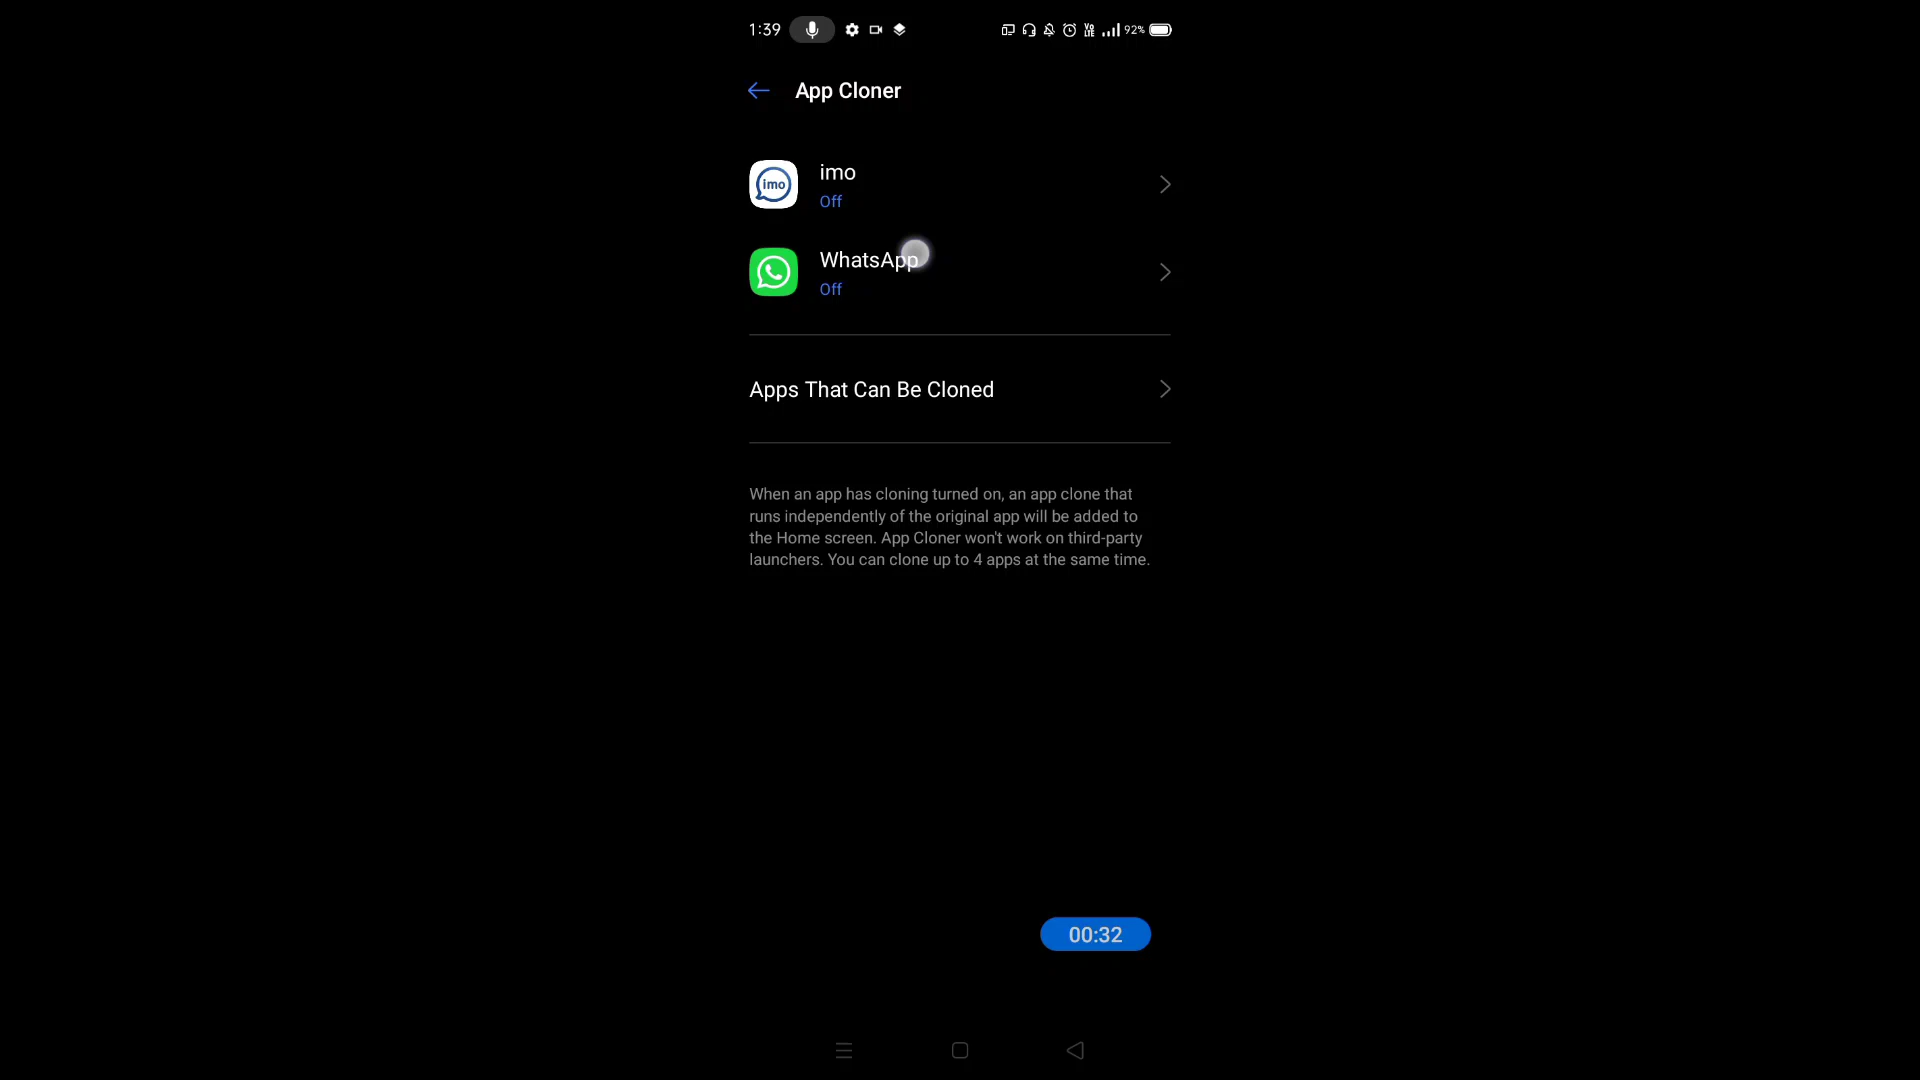 1:39 Vo LTE 92%
App Cloner
imo
imo
Off
WhatsApp
Off
Apps That Can Be Cloned
When an app has cloning turned on, an app clone that
runs independently of the original app will be added to
the Home screen. App Cloner won't work on third-party
launchers. You can clone up to 4 apps at the same time.
00:32